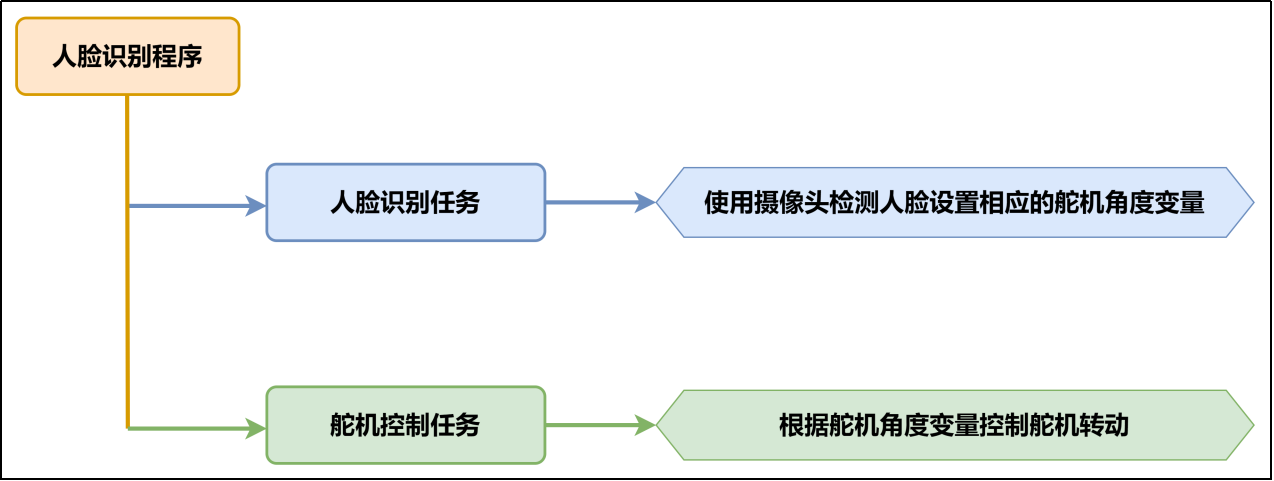 人脸识别程序
人脸识别任务
使用摄像头检测人脸设置相应的舵机角度变量
舵机控制任务
根据舵机角度变量控制舵机转动